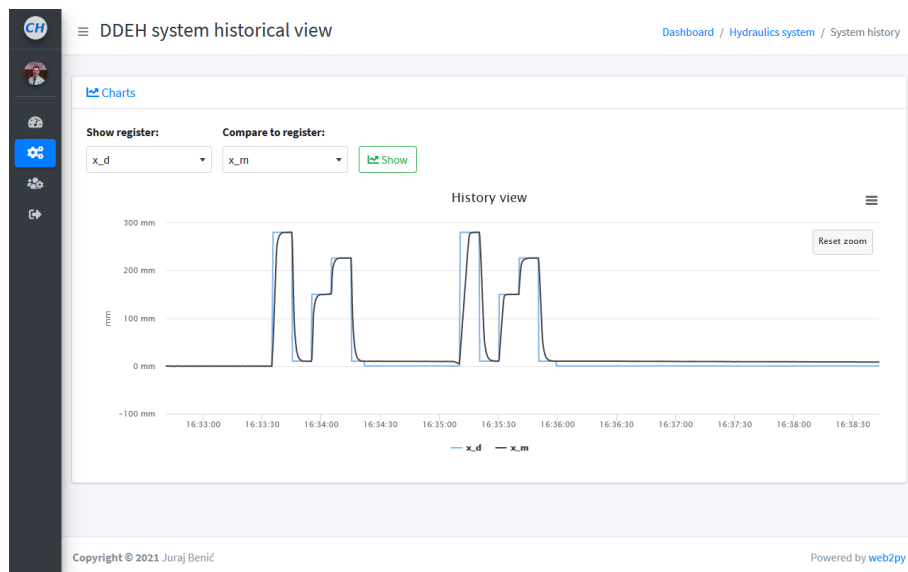 CH
DDEH system historical view
Dashboard / Hydraulics system / System history
Charts
Show register: Compare to register:
x_d x_m Show
History view
Reset zoom
300 mm
200 mm
100 mm
0 mm
−100 mm
mm
16:33:00 16:33:30 16:34:00 16:34:30 16:35:00 16:35:30 16:36:00 16:36:30 16:37:00 16:37:30 16:38:00 16:38:30
x_d x_m
Copyright © 2021 Juraj Benić
Powered by web2py